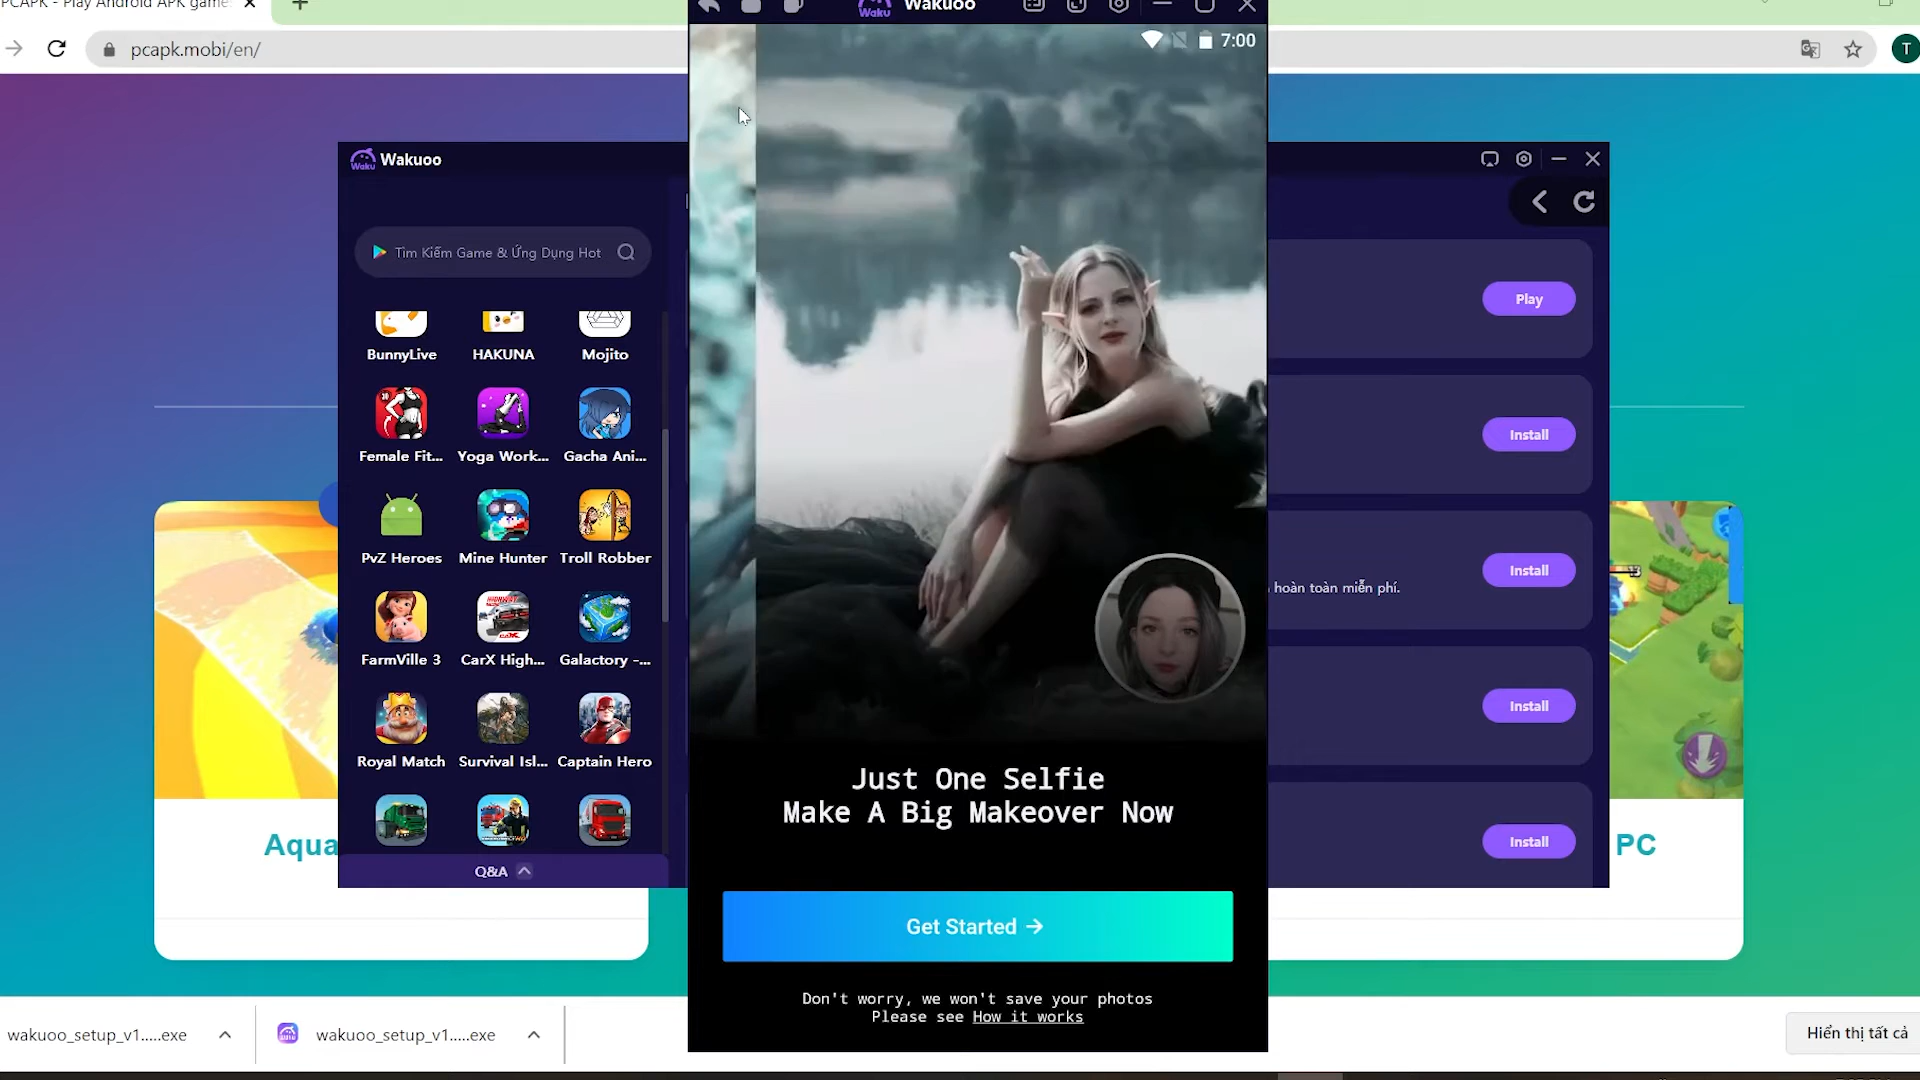 PCAPK - Play Android APK game
pcapk.mobi/en/
T
Waku
Wakuoo
7:00
Waku
Wakuoo
Tìm Kiếm Game & Ứng Dụng Hot
BunnyLive
HAKUNA
Mojito
Female Fit...
Yoga Work...
Gacha Ani...
PvZ Heroes
Mine Hunter
Troll Robber
FarmVille 3
CarX High...
Galactory -...
Royal Match
Survival Isl...
Captain Hero
Q&A
Play
Install
Install
hoàn toàn miễn phí.
Install
Install
13
Just One Selfie
Make A Big Makeover Now
Get Started →
Don't worry, we won't save your photos
Please see How it works
Aqua
PC
wakuoo_setup_v1.....exe
wakuoo_setup_v1.....exe
Hiển thị tất cả